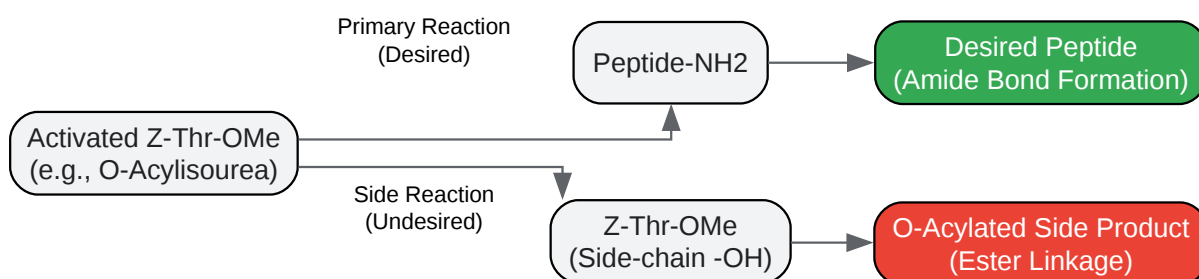 Primary Reaction
(Desired)
Peptide-NH2
Desired Peptide
(Amide Bond Formation)
Activated Z-Thr-OMe
(e.g., O-Acylisourea)
Side Reaction
(Undesired)
Z-Thr-OMe
(Side-chain -OH)
O-Acylated Side Product
(Ester Linkage)